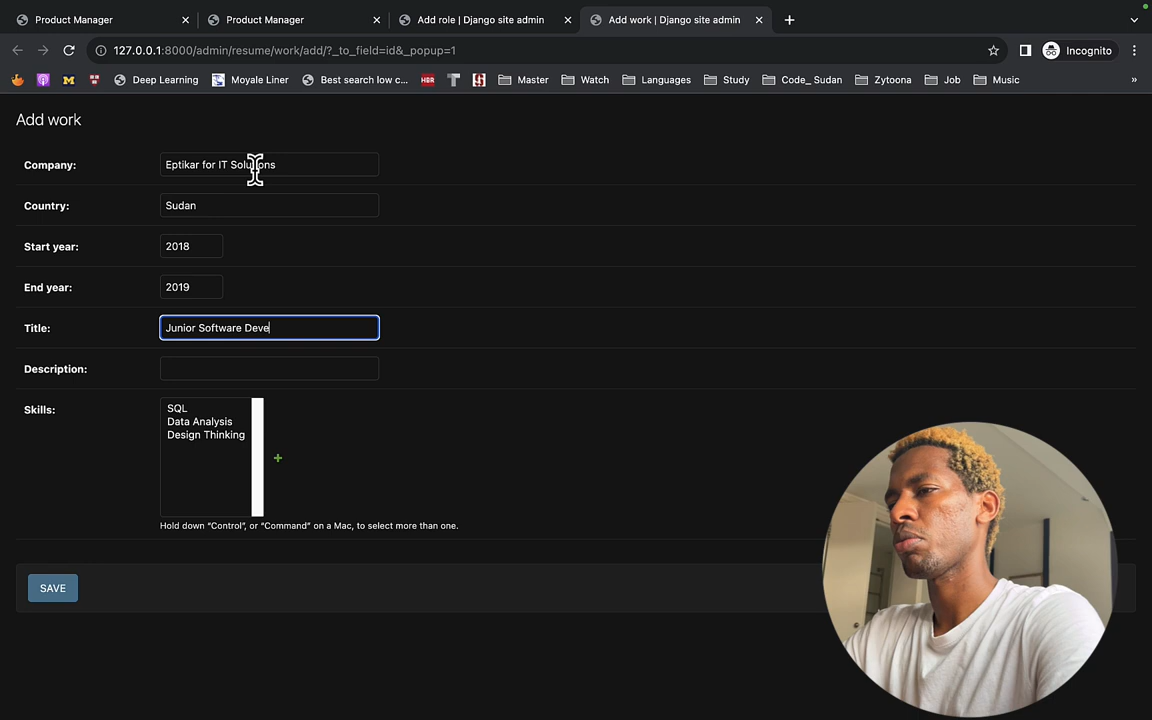 Product Manager
Product Manager
Add role | Django site admin
Add work | Django site admin
127.0.0.1:8000/admin/resume/work/add/?_to_field=id&_popup=1
Incognito
M
Deep Learning
Moyale Liner
Best search low c...
HBR
Master
Watch
Languages
Study
Code_ Sudan
Zytoona
Job
Music
»
Add work
Company: Eptikar for IT Solutions
Country: Sudan
Start year: 2018
End year: 2019
Title: Junior Software Deve
Description:
Skills:
SQL
Data Analysis
Design Thinking
Hold down “Control”, or “Command” on a Mac, to select more than one.
SAVE